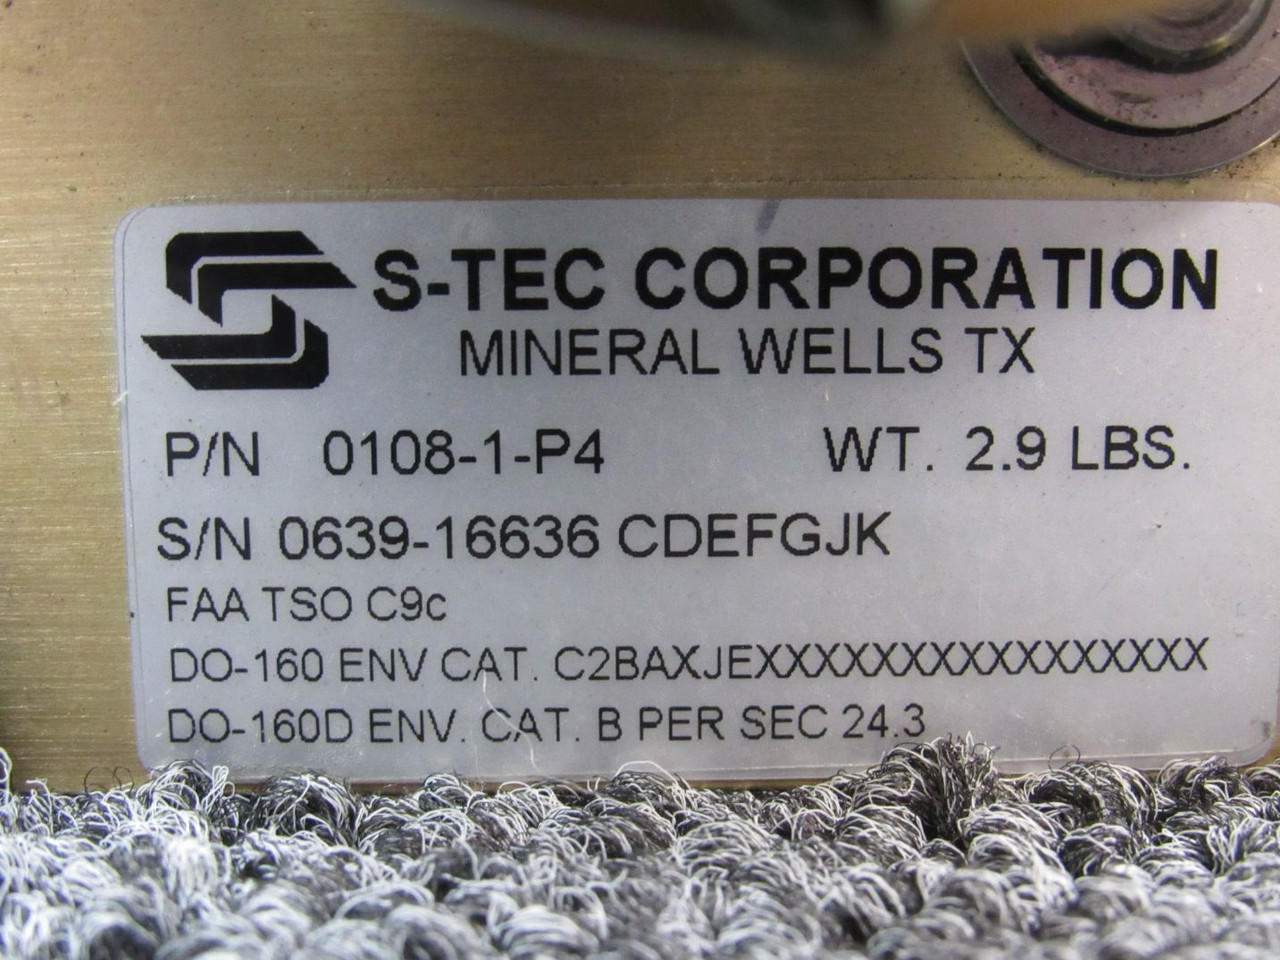 S-TEC CORPORATION
MINERAL WELLS TX
P/N 0108-1-P4 WT. 2.9 LBS.
S/N 0639-16636 CDEFGJK
FAA TSO C9c
DO-160 ENV CAT. C2BAXJEXXXXXXXXXXXXXXXX
DO-160D ENV. CAT. B PER SEC 24.3